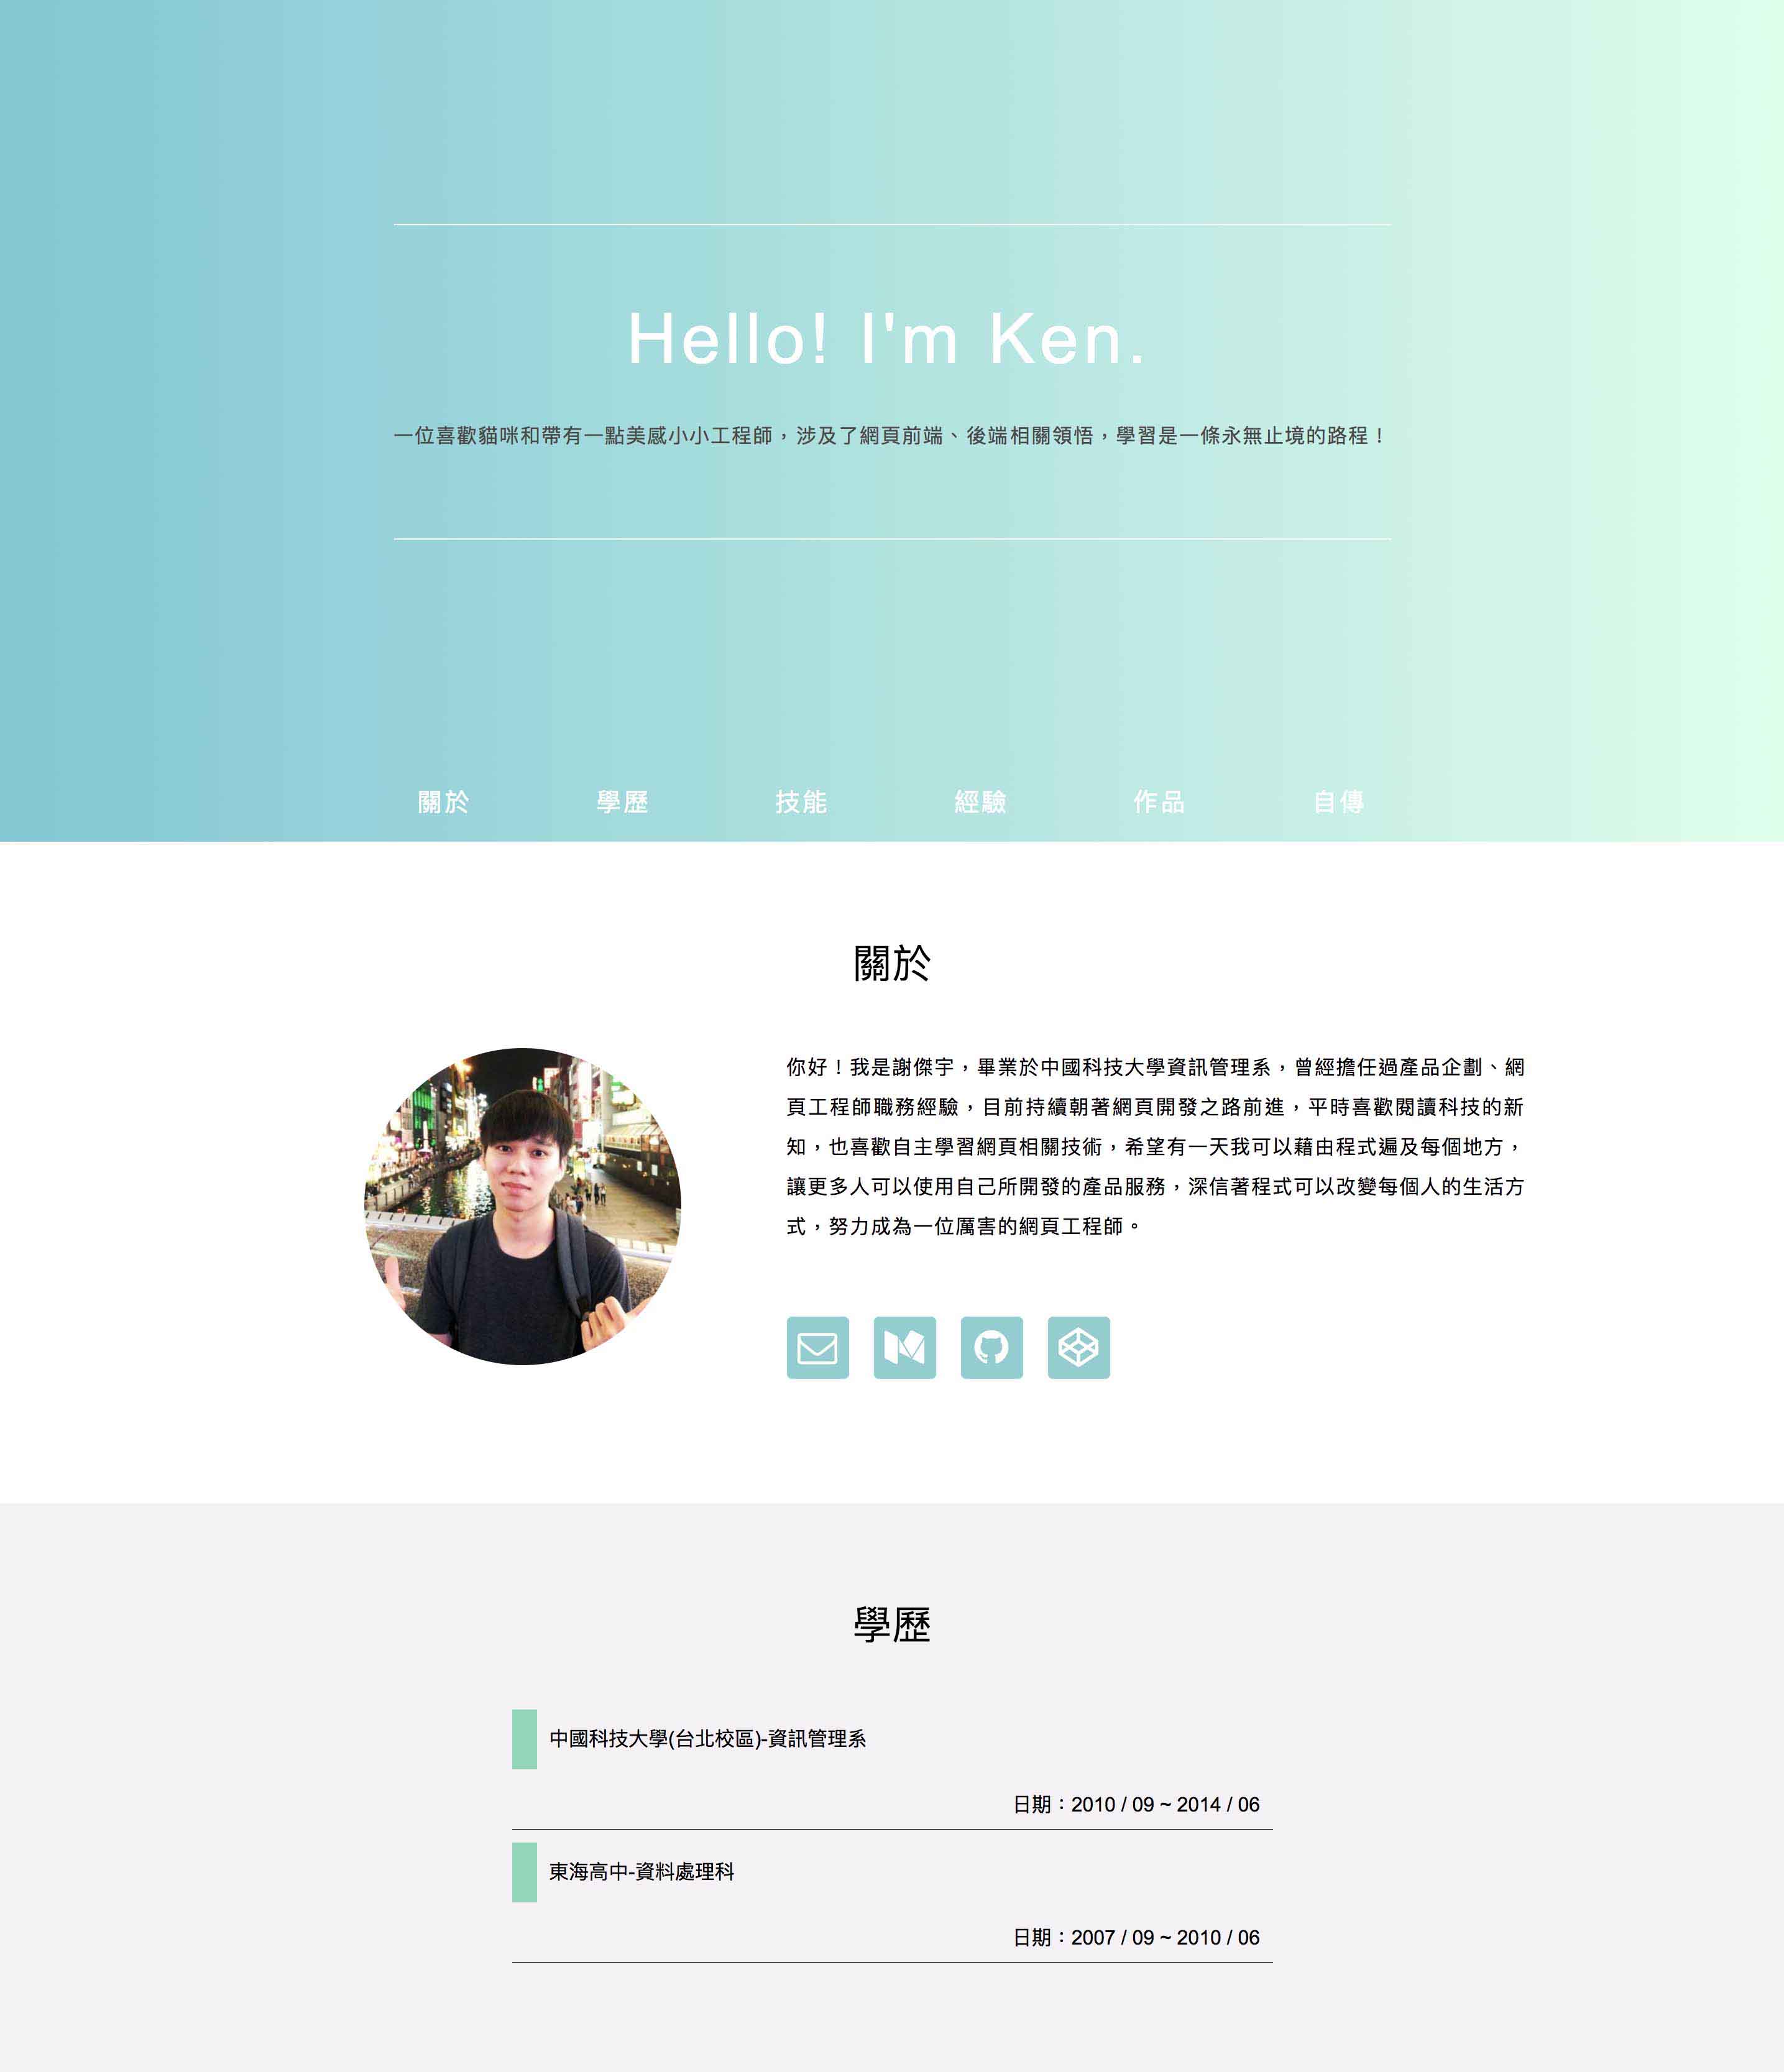 Hello! I'm Ken.
一位喜歡貓咪和帶有一點美感小小工程師，涉及了網頁前端、後端相關領悟，學習是一條永無止境的路程！
關於
學歷
技能
經驗
作品
自傳
關於
你好！我是謝傑宇，畢業於中國科技大學資訊管理系，曾經擔任過產品企劃、網
頁工程師職務經驗，目前持續朝著網頁開發之路前進，平時喜歡閱讀科技的新
知，也喜歡自主學習網頁相關技術，希望有一天我可以藉由程式遍及每個地方，
讓更多人可以使用自己所開發的產品服務，深信著程式可以改變每個人的生活方
式，努力成為一位厲害的網頁工程師。
學歷
中國科技大學(台北校區)-資訊管理系
日期：2010 / 09 ~ 2014 / 06
東海高中-資料處理科
日期：2007 / 09 ~ 2010 / 06